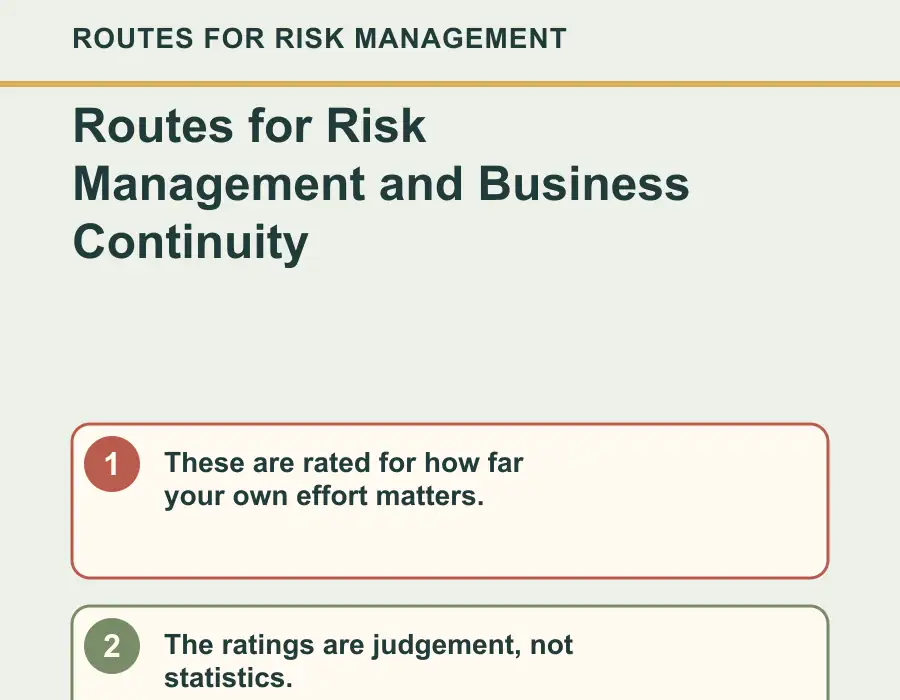 ROUTES FOR RISK MANAGEMENT
Routes for Risk
Management and Business
Continuity
1
These are rated for how far
your own effort matters.
2
The ratings are judgement, not
statistics.